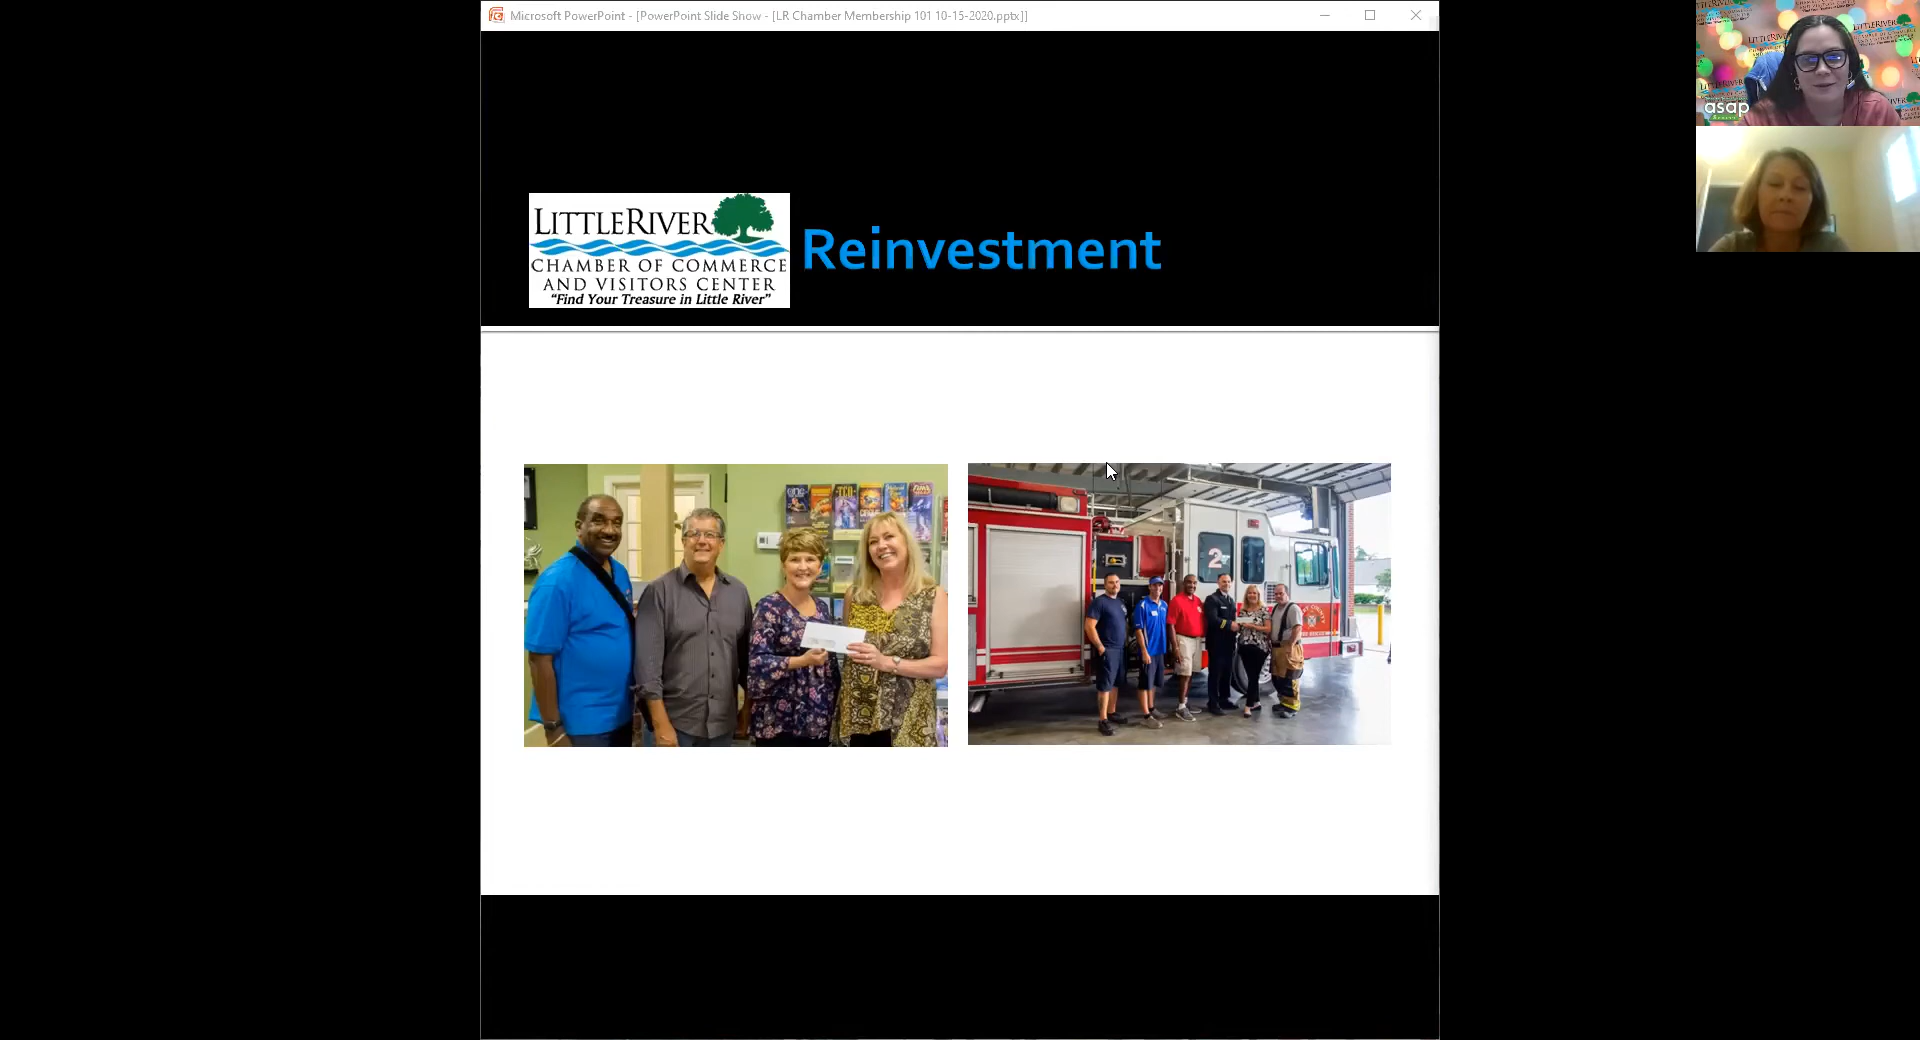 Microsoft PowerPoint - [PowerPoint Slide Show - [LR Chamber Membership 101 10-15-2020.pptx]]
LITTLERIVER
CHAMBER OF COMMERCE
AND VISITORS CENTER
"Find Your Treasure in Little River"
Reinvestment
2
asap